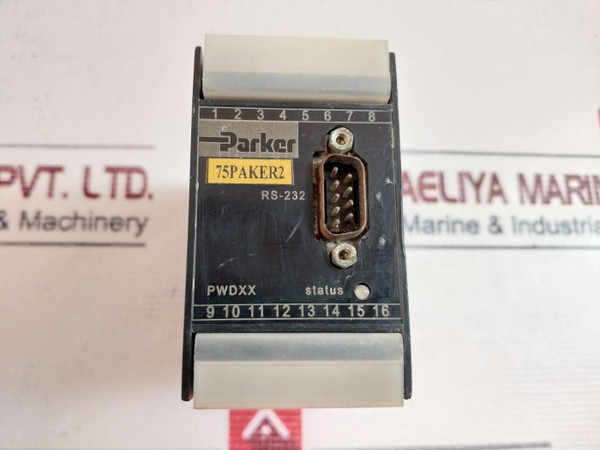 1 2 3 4 5 6 7 8
Parker
75PAKER2
RS-232
PWDXX status
9 10 11 12 13 14 15 16
PVT. LTD.
& Machinery
AELIYA MARIN
Marine & Industria